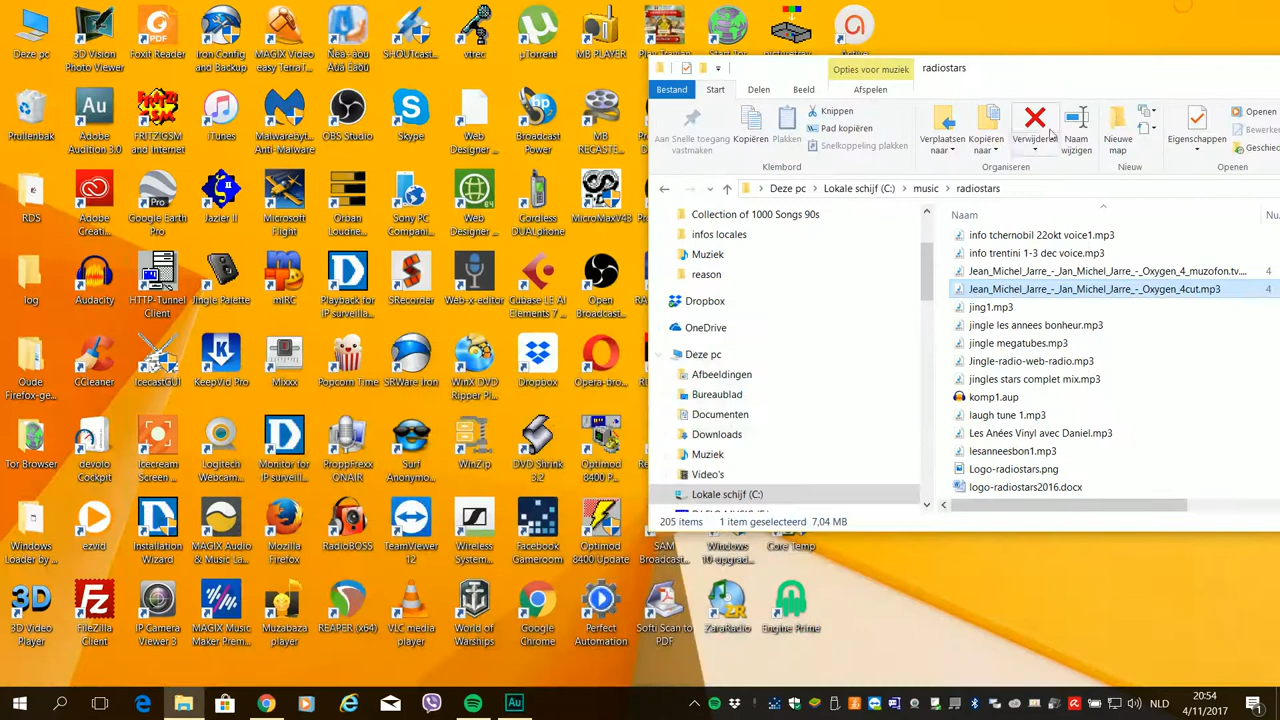 Deze pc
3D Vision
Photo Viewer
Foxit Reader
Iron Config
and Backup
MAGIX Video
easy TerraT...
SHOUTcast...
vtrec
µTorrent
MB PLAYER
Prullenbak
Adobe
Audition 3.0
FRITZ!GSM
and Internet
iTunes
Malwarebyt...
Anti-Malware
OBS Studio
Skype
Web
Designer ...
Broadcast
Power
MB
RECASTE...
RDS
Adobe
Creati...
Google Earth
Pro
Jazler II
Microsoft
Flight
Orban
Loudne...
Sony PC
Compani...
Web
Designer ...
Cordless
DUALphone
MicroMaxV43
log
Audacity
HTTP-Tunnel
Client
Jingle Palette
mIRC
Playback for
IP surveilla...
SRecorder
Web-x-editor
Cubase LE AI
Elements 7 ...
Open
Broadcas...
Oude
Firefox-ge...
CCleaner
IcecastGUI
KeepVid Pro
Mixxx
Popcorn Time
SRWare Iron
WinX DVD
Ripper Pl...
Dropbox
Opera-bro...
Tor Browser
devolo
Cockpit
Icecream
Screen ...
Logitech
Webcam...
Monitor for
IP surveill...
ProppFrexx
ONAIR
Surf
Anonymo...
WinZip
DVD Shrink
3.2
Optimod
8400 P...
Windows
Loader by ...
ezvid
Installation
Wizard
MAGIX Audio
& Music La...
Mozilla
Firefox
RadioBOSS
TeamViewer
12
Wireless
System...
Facebook
Gameroom
Optimod
8400 Update
SAM
Broadcast...
Windows
10-upgrad...
Core Temp
3D Video
Player
FileZilla
Client
IP Camera
Viewer 3
MAGIX Music
Maker Prem...
Muzabaza
player
REAPER (x64)
VLC media
player
World of
Warships
Google
Chrome
Perfect
Automation
Softi Scan to
PDF
ZaraRadio
Engine Prime
Opties voor muziek
radiostars
Bestand
Start
Delen
Beeld
Afspelen
Aan Snelle toegang
vastmaken
Kopiëren
Plakken
Knippen
Pad kopiëren
Snelkoppeling plakken
Klembord
Verplaatsen
naar
Kopiëren
naar
Verwijderen
Naam
wijzigen
Organiseren
Nieuwe
map
Nieuw
Eigenschappen
Openen
Bewerke
Geschied
Openen
Deze pc
Lokale schijf (C:)
music
radiostars
Collection of 1000 Songs 90s
infos locales
Muziek
reason
Dropbox
OneDrive
Deze pc
Afbeeldingen
Bureaublad
Documenten
Downloads
Muziek
Video's
Lokale schijf (C:)
Naam
Nu
info tchernobil 22okt voice1.mp3
info trentini 1-3 dec voice.mp3
Jean_Michel_Jarre_-_Jan_Michel_Jarre_-_Oxygen_4_muzofon.tv.... 4
Jean_Michel_Jarre_-_Jan_Michel_Jarre_-_Oxygen_4cut.mp3 4
jing1.mp3
jingle les annees bonheur.mp3
jingle megatubes.mp3
Jingle-radio-web-radio.mp3
jingles stars complet mix.mp3
komp1.aup
laugh tune 1.mp3
Les Anées Vinyl avec Daniel.mp3
lesanneesbon1.mp3
Logo-radiostars.png
logo-radiostars2016.docx
205 items
1 item geselecteerd
7,04 MB
NLD
20:54
4/11/2017